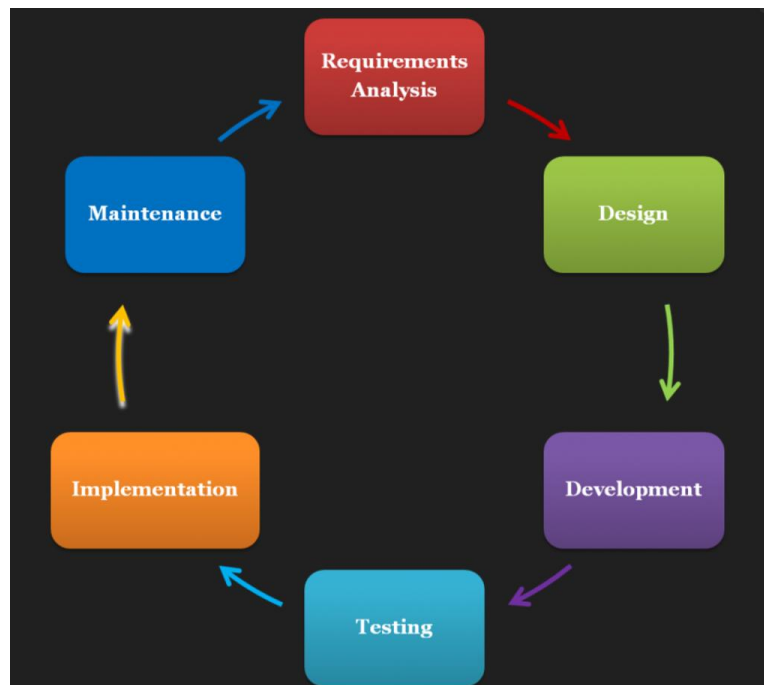 Requirements
Analysis
Design
Development
Testing
Implementation
Maintenance